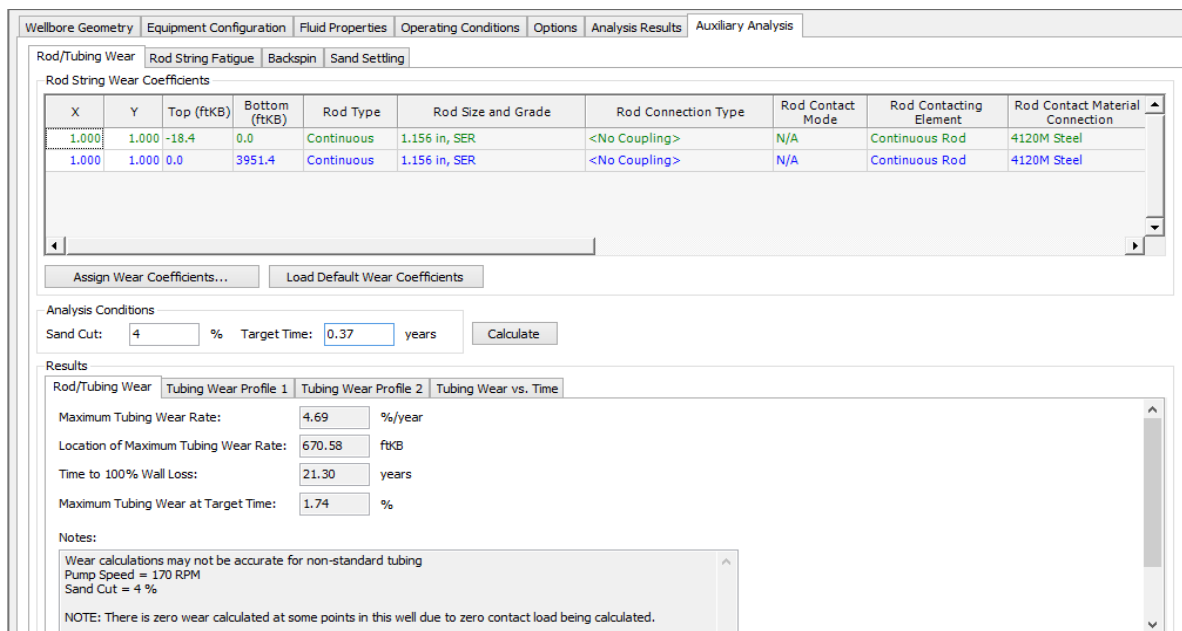 Wellbore Geometry Equipment Configuration Fluid Properties Operating Conditions Options Analysis Results Auxiliary Analysis
Rod/Tubing Wear Rod String Fatigue Backspin Sand Settling
Rod String Wear Coefficients
X Y Top (ftKB) Bottom (ftKB) Rod Type Rod Size and Grade Rod Connection Type Rod Contact Mode Rod Contacting Element Rod Contact Material Connection
1.000 1.000 -18.4 0.0 Continuous 1.156 in, SER <No Coupling> N/A Continuous Rod 4120M Steel
1.000 1.000 0.0 3951.4 Continuous 1.156 in, SER <No Coupling> N/A Continuous Rod 4120M Steel
Assign Wear Coefficients... Load Default Wear Coefficients
Analysis Conditions
Sand Cut: 4 % Target Time: 0.37 years Calculate
Results
Rod/Tubing Wear Tubing Wear Profile 1 Tubing Wear Profile 2 Tubing Wear vs. Time
Maximum Tubing Wear Rate: 4.69 %/year
Location of Maximum Tubing Wear Rate: 670.58 ftKB
Time to 100% Wall Loss: 21.30 years
Maximum Tubing Wear at Target Time: 1.74 %
Notes:
Wear calculations may not be accurate for non-standard tubing
Pump Speed = 170 RPM
Sand Cut = 4 %
NOTE: There is zero wear calculated at some points in this well due to zero contact load being calculated.